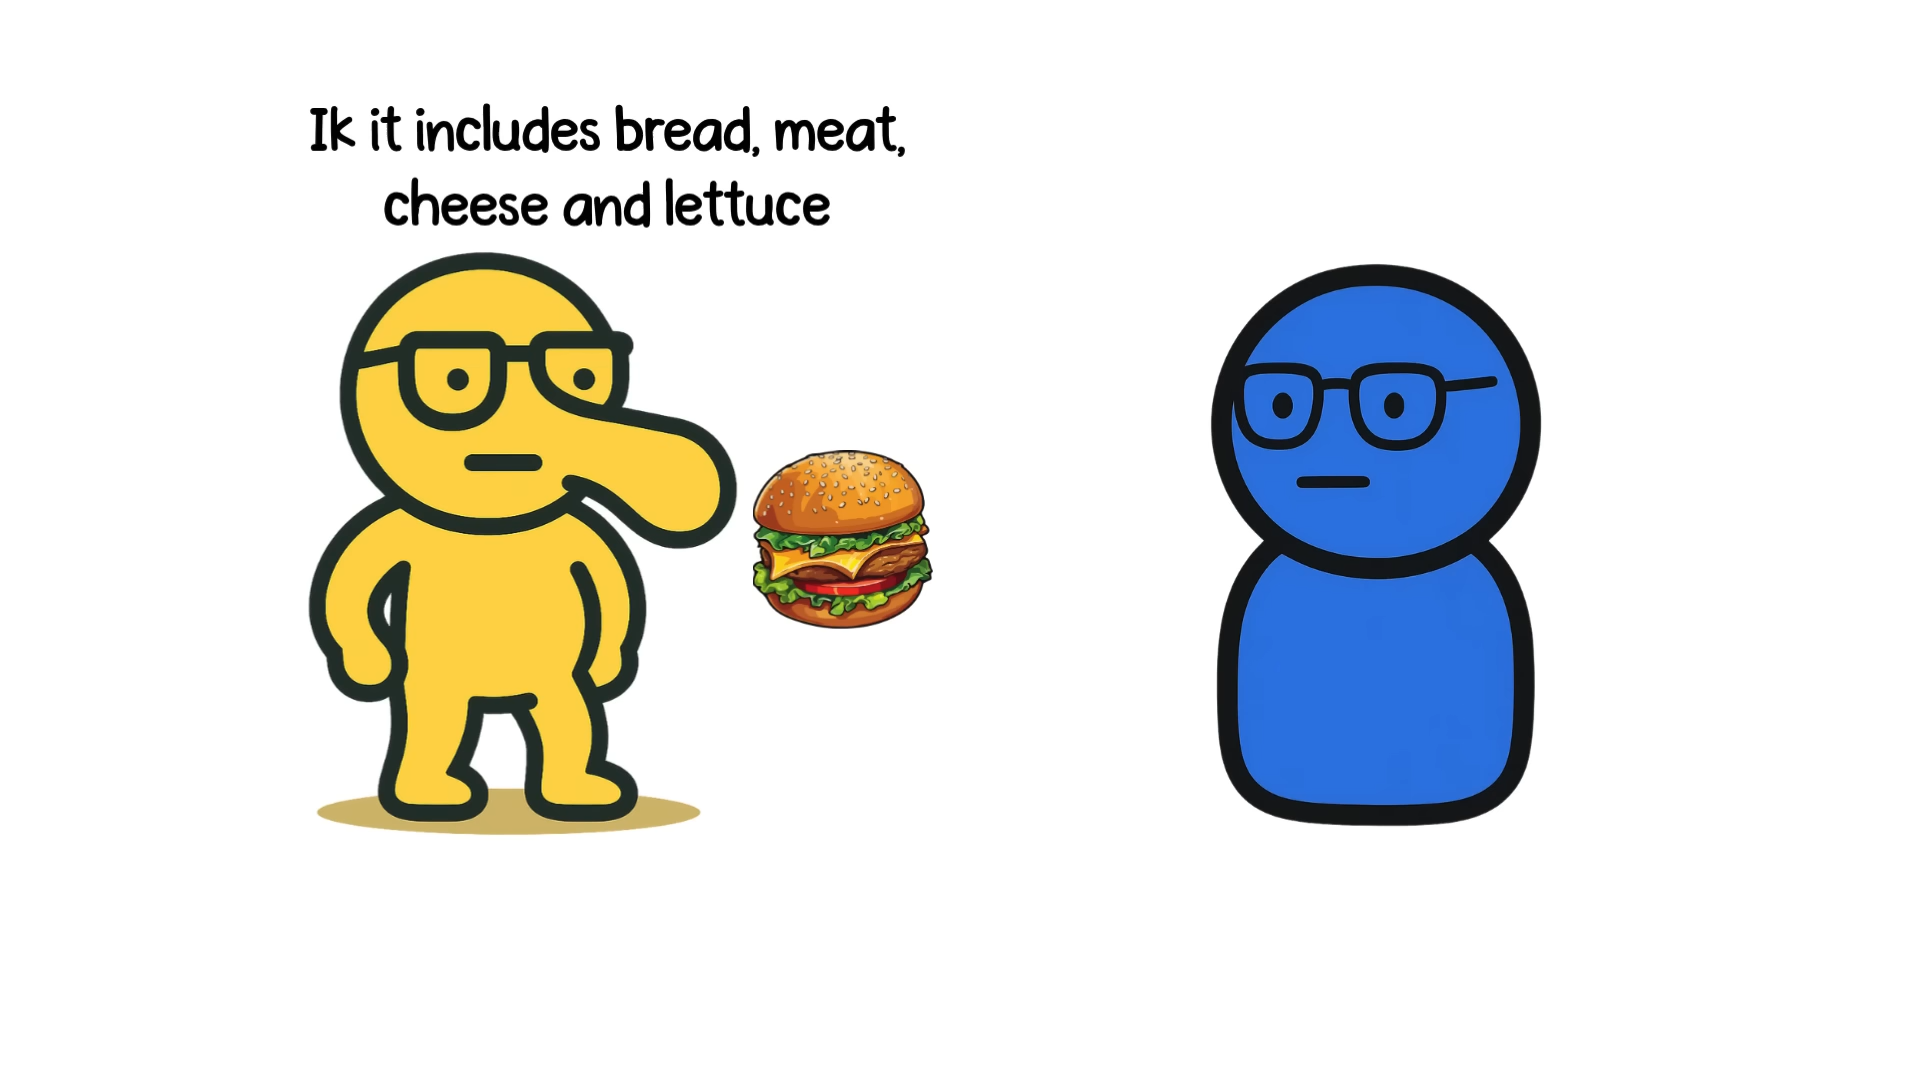 Ik it includes bread, meat,
cheese and lettuce